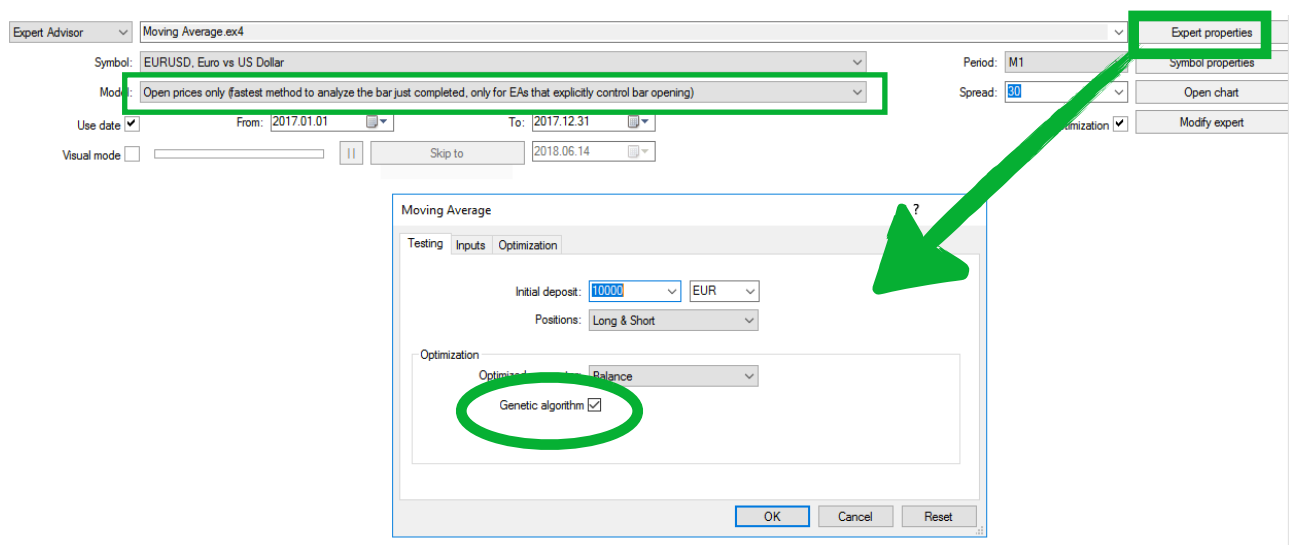 Expert Advisor Moving Average.ex4 Expert properties
Symbol: EURUSD, Euro vs US Dollar Period: M1 Symbol properties
Model: Open prices only (fastest method to analyze the bar just completed, only for EAs that explicitly control bar opening) Spread: 30 Open chart
Use date From: 2017.01.01 To: 2017.12.31 Modify expert
Visual mode Skip to 2018.06.14
Moving Average ?
Testing Inputs Optimization
Initial deposit: 10000 EUR
Positions: Long & Short
Optimization
Balance
Genetic algorithm
OK Cancel Reset